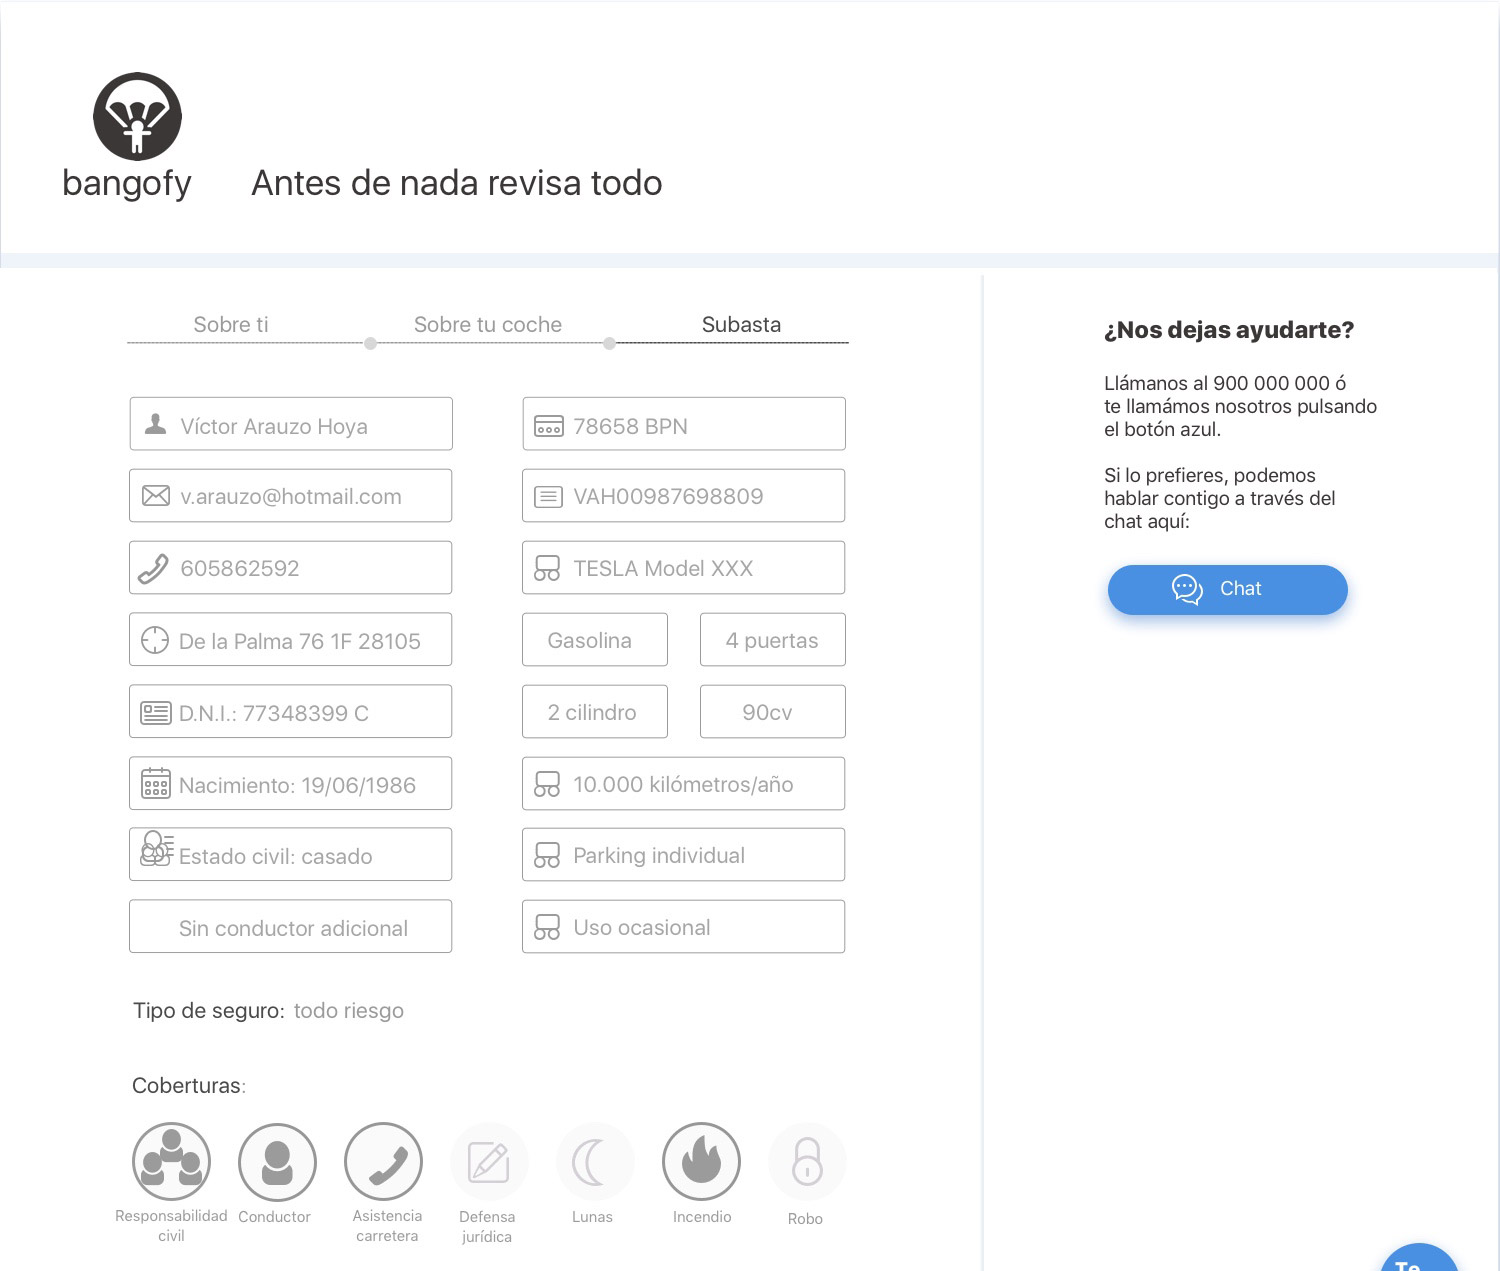 bangofy
Antes de nada revisa todo
Sobre ti
Sobre tu coche
Subasta
Víctor Arauzo Hoya
v.arauzo@hotmail.com
605862592
De la Palma 76 1F 28105
D.N.I.: 77348399 C
Nacimiento: 19/06/1986
Estado civil: casado
Sin conductor adicional
78658 BPN
VAH00987698809
TESLA Model XXX
Gasolina
4 puertas
2 cilindro
90cv
10.000 kilómetros/año
Parking individual
Uso ocasional
Tipo de seguro: todo riesgo
Coberturas:
Responsabilidad
civil
Conductor
Asistencia
carretera
Defensa
jurídica
Lunas
Incendio
Robo
¿Nos dejas ayudarte?
Llámanos al 900 000 000 ó
te llamámos nosotros pulsando
el botón azul.
Si lo prefieres, podemos
hablar contigo a través del
chat aquí:
Chat
Te